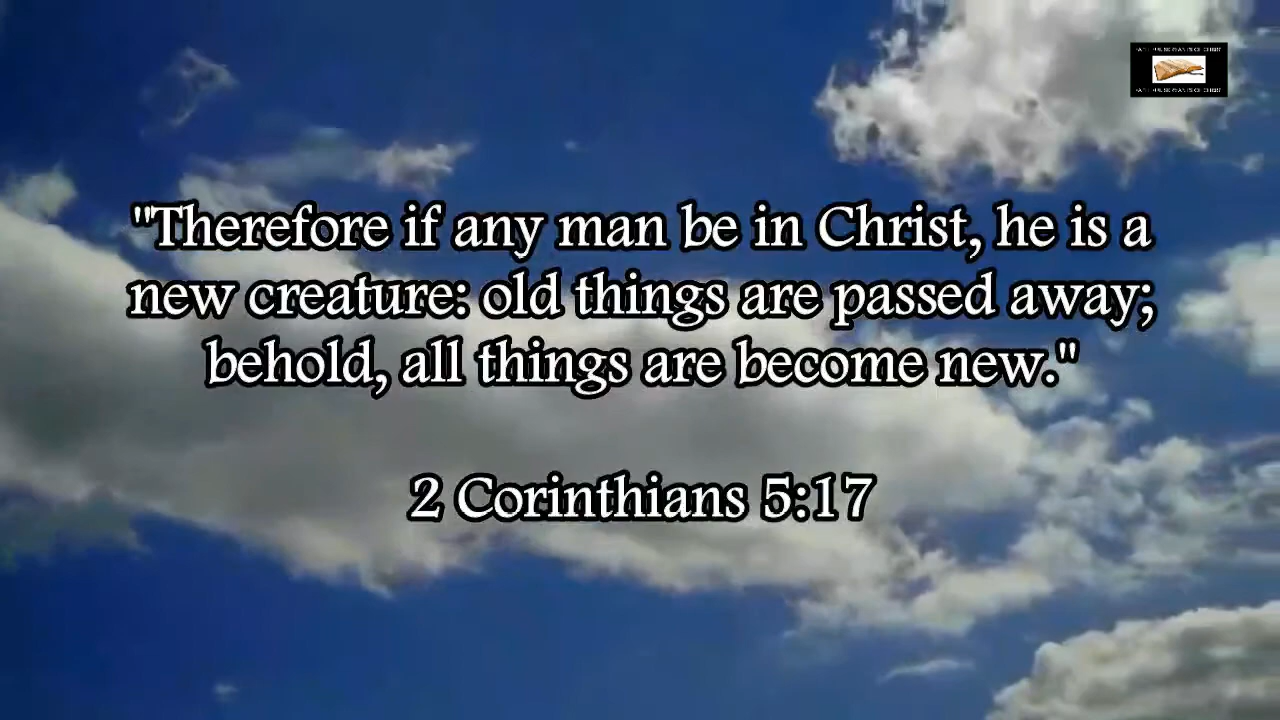 "Therefore if any man be in Christ, he is a
new creature: old things are passed away;
behold, all things are become new."
2 Corinthians 5:17